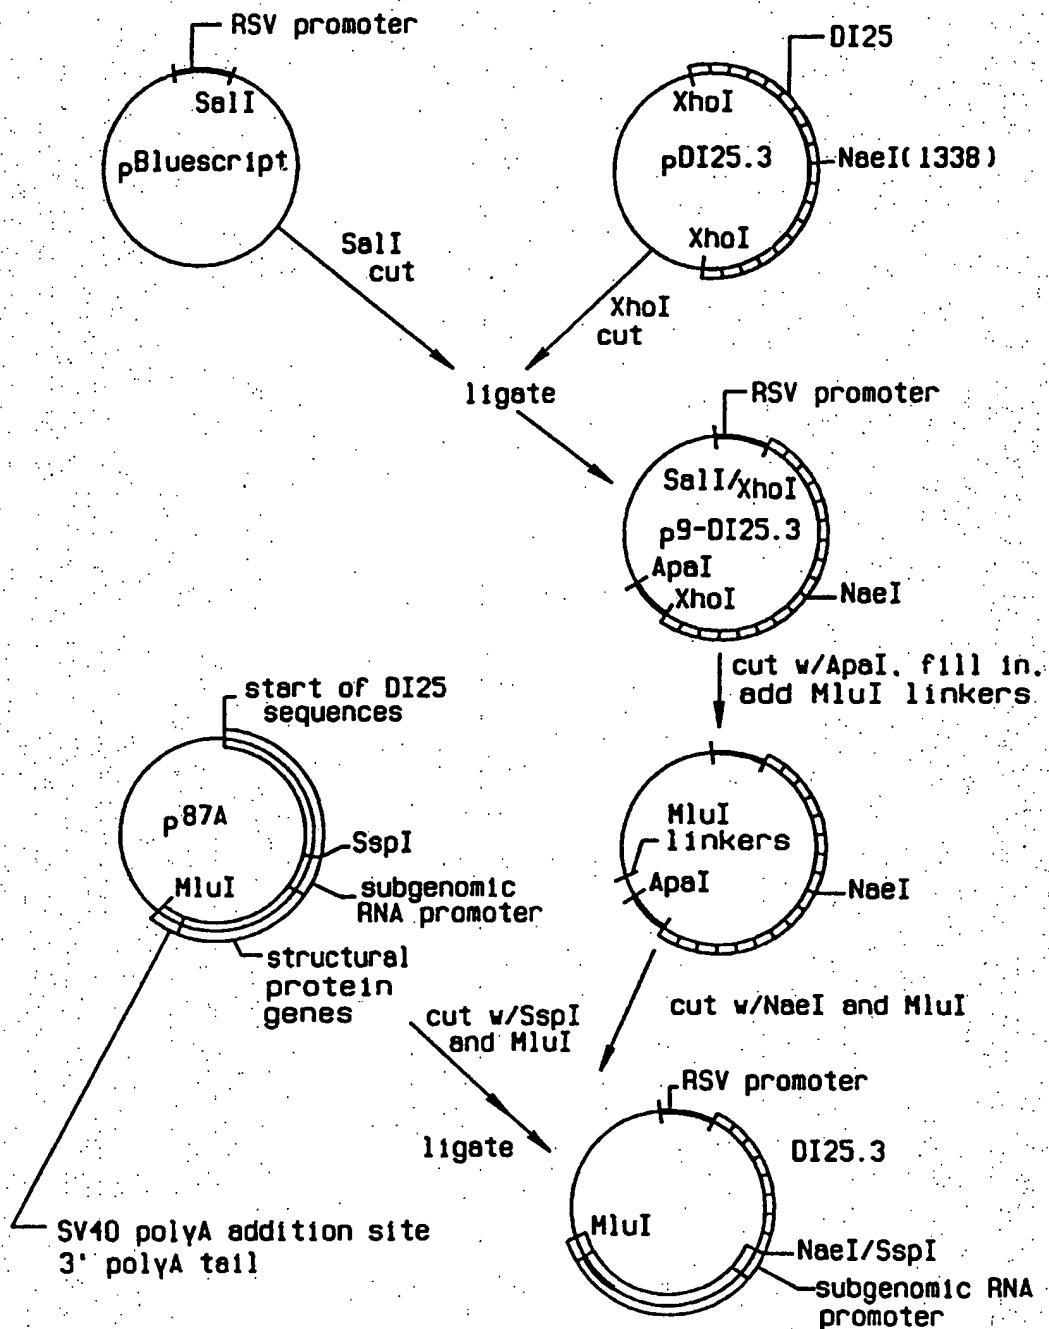 RSV promoter
SalI
pBluescript
DI25
XhoI
pDI25.3
NaeI(1338)
XhoI
SalI
cut
XhoI
cut
ligate
RSV promoter
SalI/XhoI
p9-DI25.3
ApaI
XhoI
NaeI
cut w/ApaI, fill in,
add MluI linkers
start of DI25
sequences
p87A
SspI
MluI
subgenomic
RNA promoter
structural
protein
genes
MluI
linkers
ApaI
NaeI
cut w/SspI
and MluI
cut w/NaeI and MluI
ligate
RSV promoter
DI25.3
MluI
NaeI/SspI
subgenomic RNA
promoter
SV40 polyA addition site
3' polyA tail